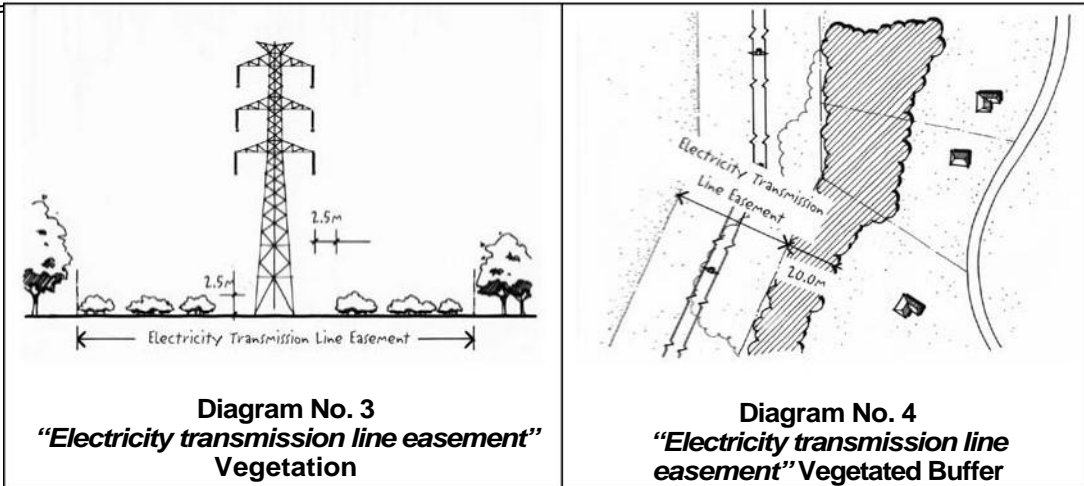 2.5m
2.5m
Electricity Transmission Line Easement
Diagram No. 3
“Electricity transmission line easement”
Vegetation
Electricity Transmission
Line Easement
20.0m
Diagram No. 4
“Electricity transmission line
easement” Vegetated Buffer